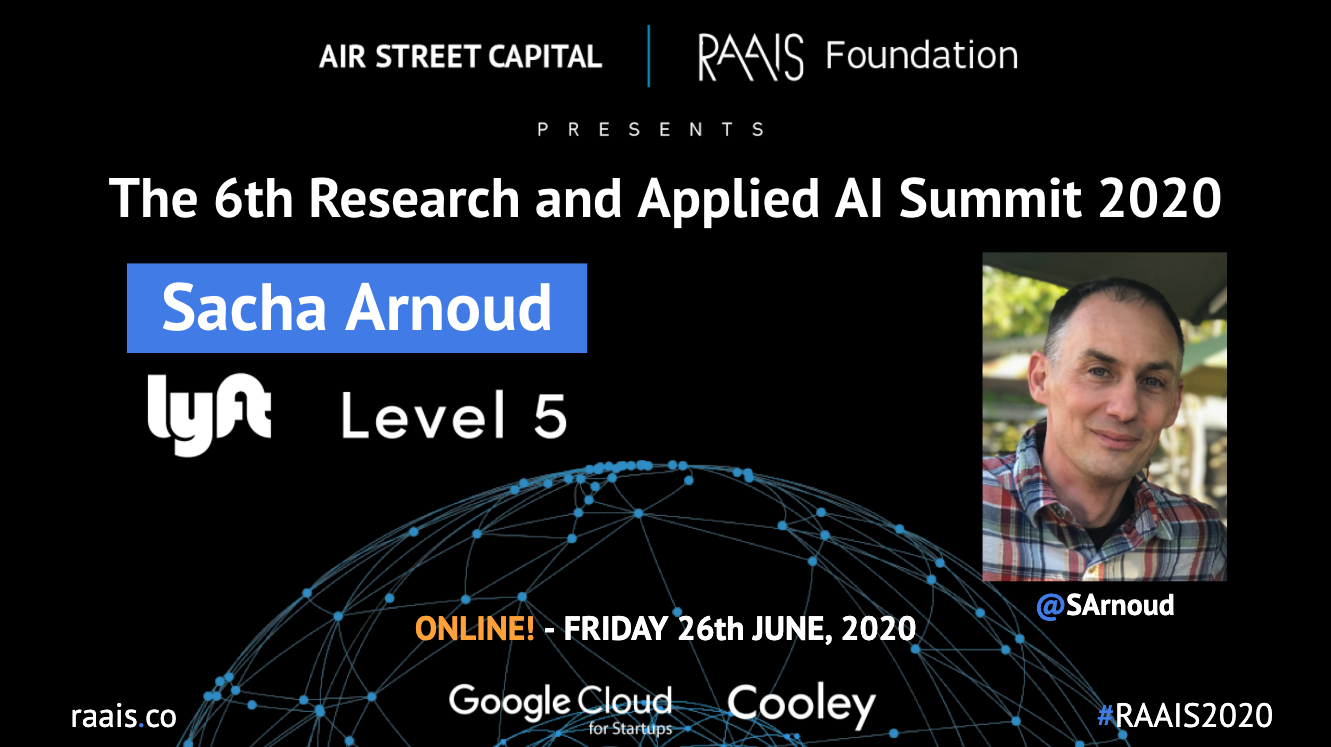 AIR STREET CAPITAL | RAAIS Foundation
PRESENTS
The 6th Research and Applied AI Summit 2020
Sacha Arnoud
lyft Level 5
@SArnoud
ONLINE! - FRIDAY 26th JUNE, 2020
Google Cloud for Startups
Cooley
raais.co
#RAAIS2020